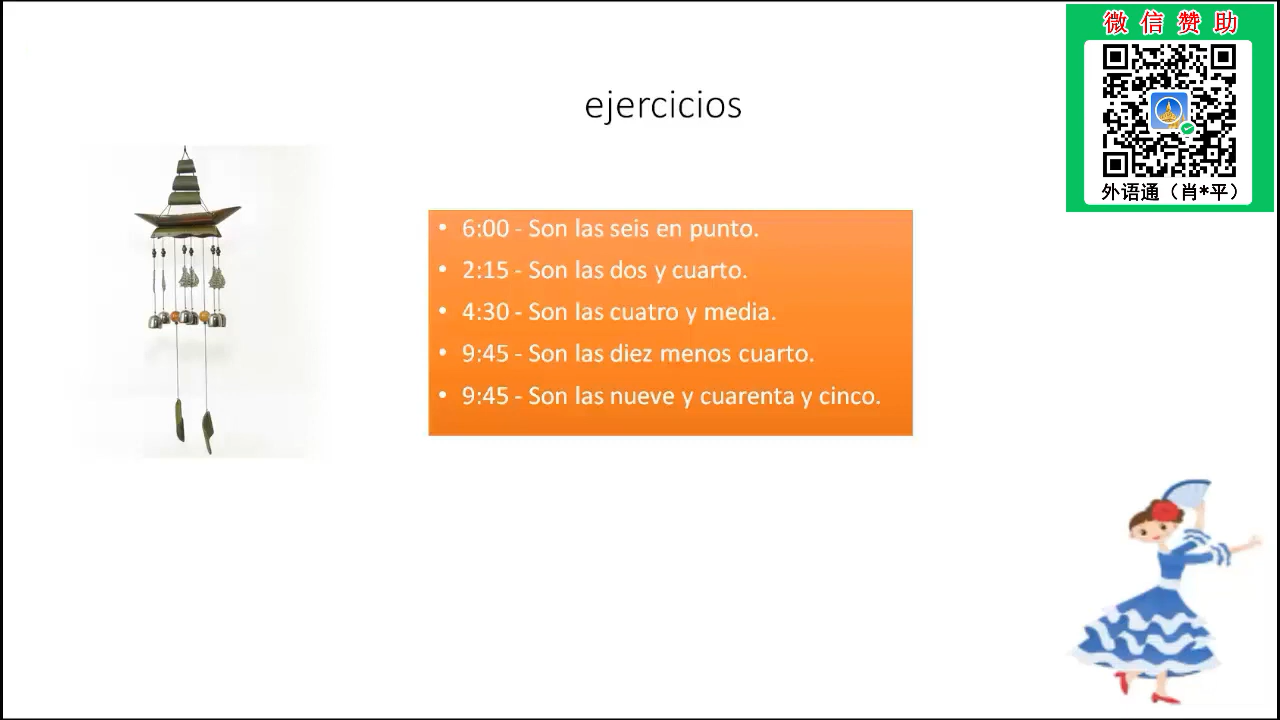 微信赞助
ejercicios
外语通（肖*平）
• 6:00 - Son las seis en punto.
• 2:15 - Son las dos y cuarto.
• 4:30 - Son las cuatro y media.
• 9:45 - Son las diez menos cuarto.
• 9:45 - Son las nueve y cuarenta y cinco.